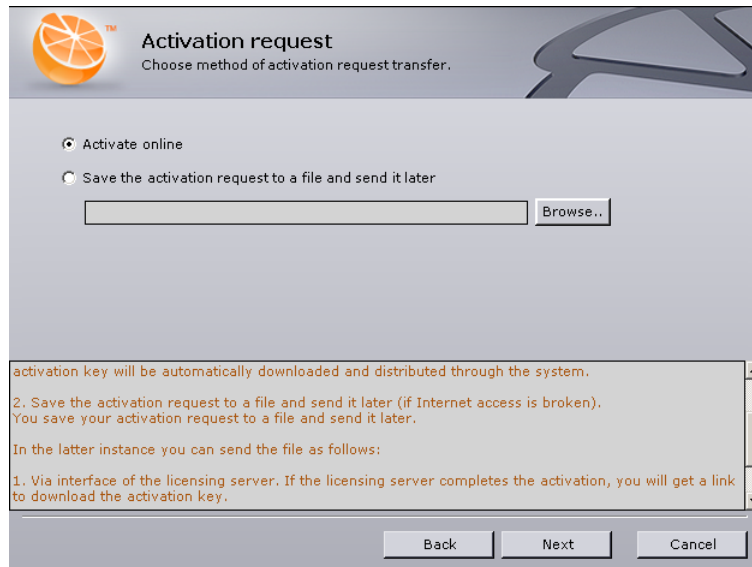 TM
Activation request
Choose method of activation request transfer.
Activate online
Save the activation request to a file and send it later
Browse..
activation key will be automatically downloaded and distributed through the system.
2. Save the activation request to a file and send it later (if Internet access is broken).
You save your activation request to a file and send it later.
In the latter instance you can send the file as follows:
1. Via interface of the licensing server. If the licensing server completes the activation, you will get a link
to download the activation key.
Back Next Cancel